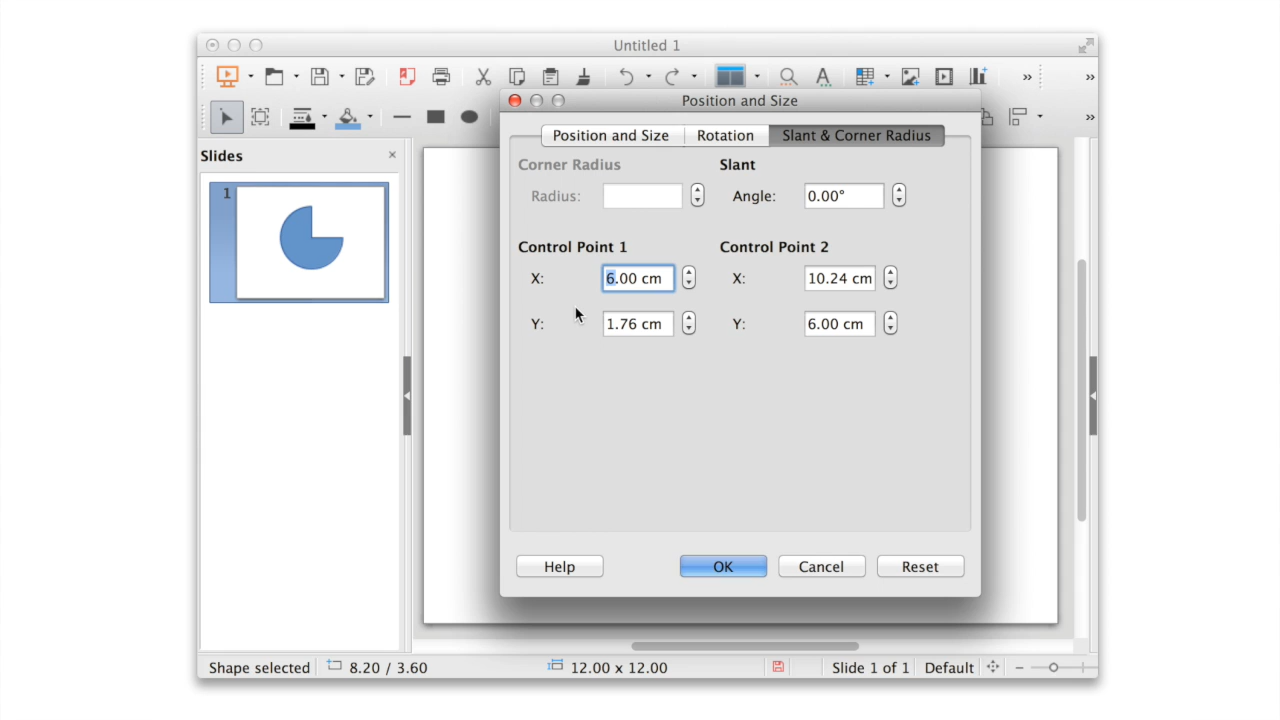 Untitled 1
»
»
Position and Size
»
Slides
×
1
Position and Size
Rotation
Slant & Corner Radius
Corner Radius
Slant
Radius:
Angle:
0.00°
Control Point 1
Control Point 2
X:
6.00 cm
X:
10.24 cm
Y:
1.76 cm
Y:
6.00 cm
Help
OK
Cancel
Reset
Shape selected
8.20 / 3.60
12.00 x 12.00
Slide 1 of 1
Default